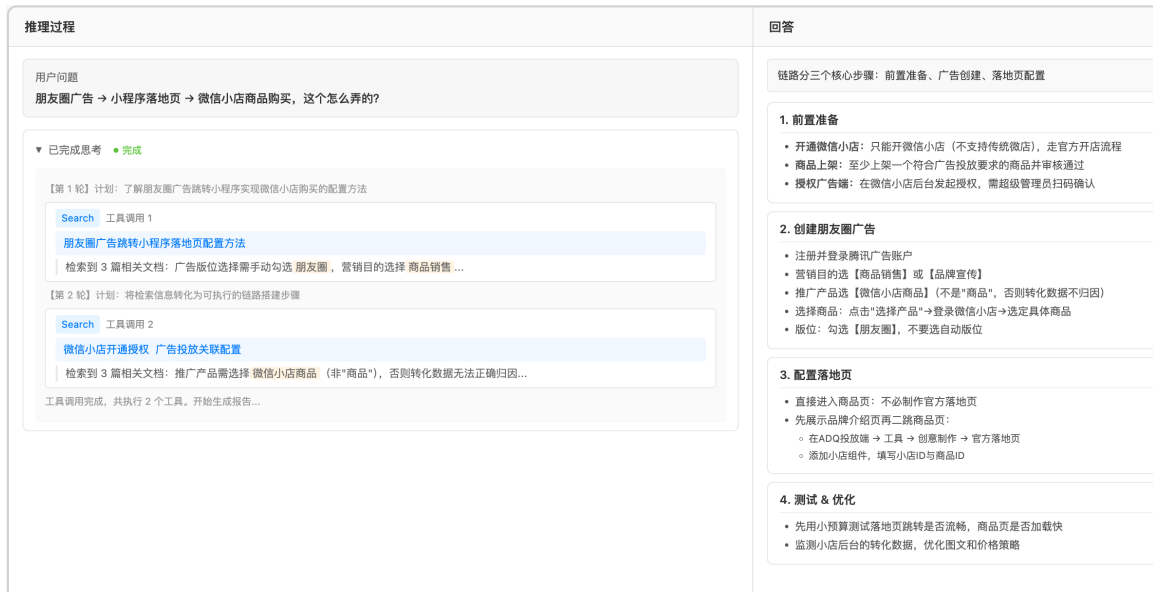 推理过程
用户问题
朋友圈广告 → 小程序落地页 → 微信小店商品购买，这个怎么弄的?
▼ 已完成思考 ● 完成
【第 1 轮】计划：了解朋友圈广告跳转小程序实现微信小店购买的配置方法
Search 工具调用 1
朋友圈广告跳转小程序落地页配置方法
检索到 3 篇相关文档：广告版位选择需手动勾选 朋友圈 ，营销目的选择 商品销售 ...
【第 2 轮】计划：将检索信息转化为可执行的链路搭建步骤
Search 工具调用 2
微信小店开通授权 广告投放关联配置
检索到 3 篇相关文档：推广产品需选择 微信小店商品 （非"商品"），否则转化数据无法正确归因...
工具调用完成，共执行 2 个工具。开始生成报告...
回答
链路分三个核心步骤：前置准备、广告创建、落地页配置
1. 前置准备
• 开通微信小店：只能开微信小店（不支持传统微店），走官方开店流程
• 商品上架：至少上架一个符合广告投放要求的商品并审核通过
• 授权广告端：在微信小店后台发起授权，需超级管理员扫码确认
2. 创建朋友圈广告
• 注册并登录腾讯广告账户
• 营销目的选【商品销售】或【品牌宣传】
• 推广产品选【微信小店商品】（不是"商品"，否则转化数据不归因）
• 选择商品：点击"选择产品"→登录微信小店→选定具体商品
• 版位：勾选【朋友圈】，不要选自动版位
3. 配置落地页
• 直接进入商品页：不必制作官方落地页
• 先展示品牌介绍页再二跳商品页：
◦ 在ADQ投放端 → 工具 → 创意制作 → 官方落地页
◦ 添加小店组件，填写小店ID与商品ID
4. 测试 & 优化
• 先用小预算测试落地页跳转是否流畅，商品页是否加载快
• 监测小店后台的转化数据，优化图文和价格策略